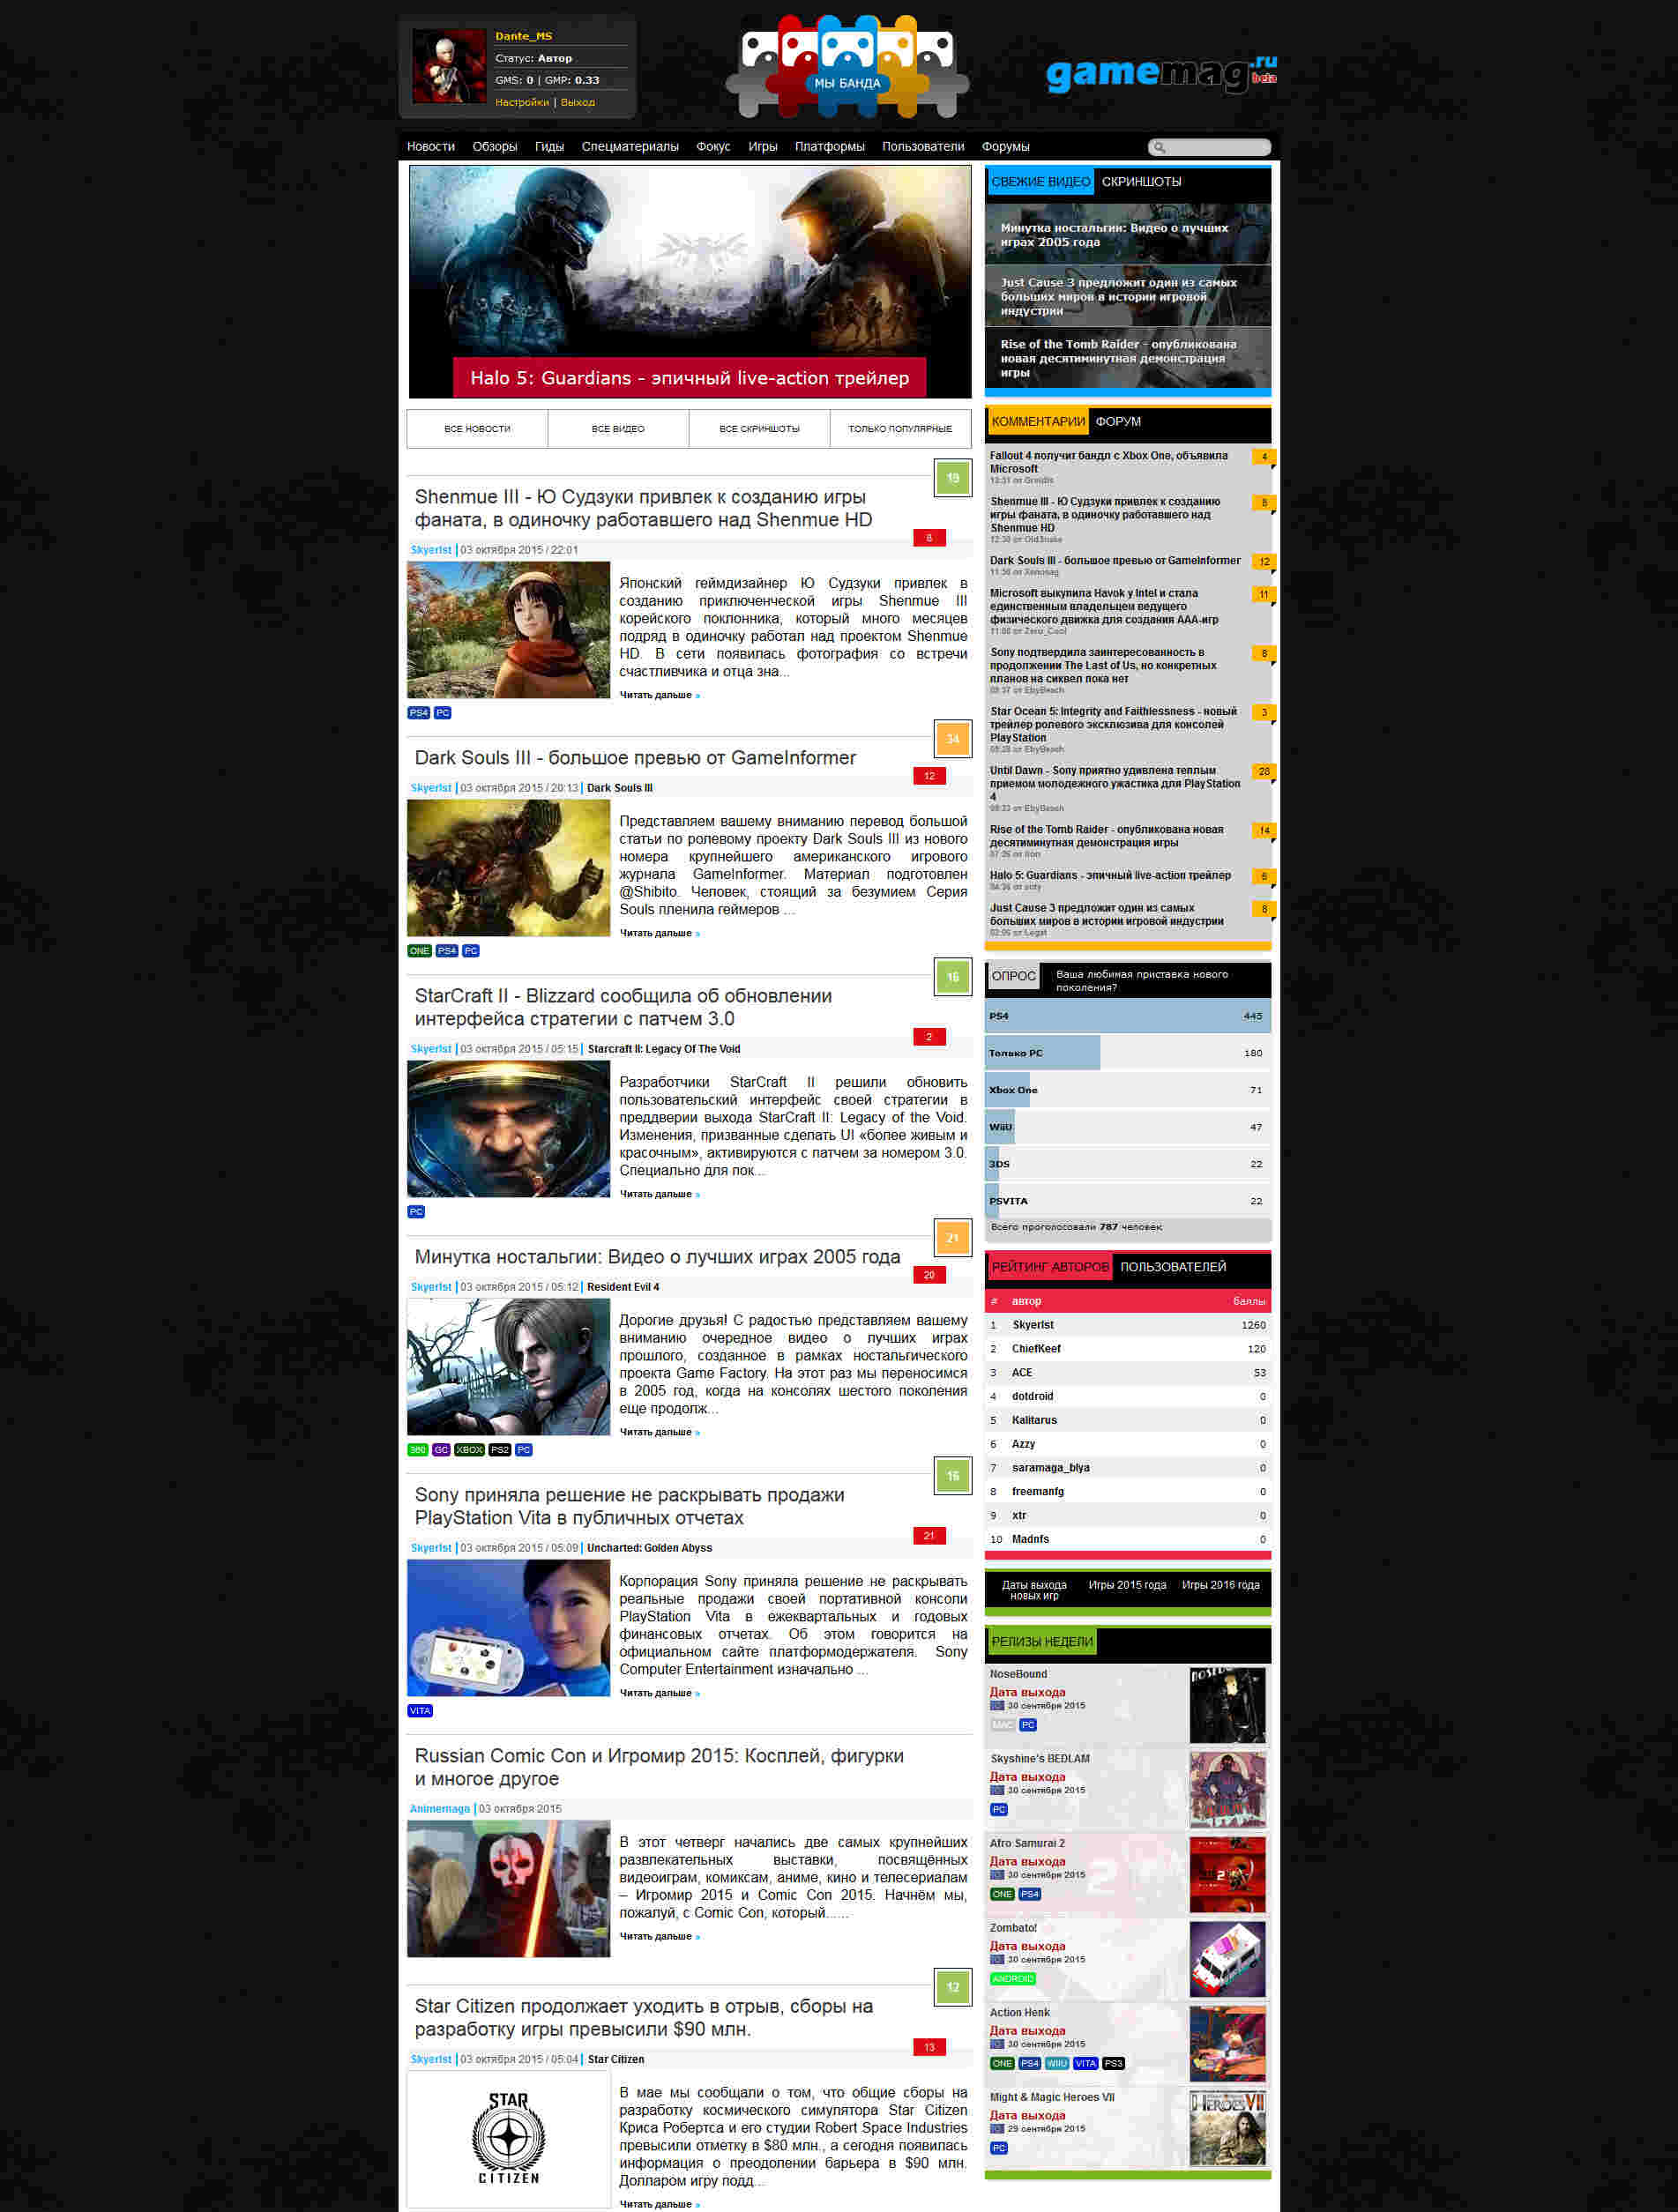 Dante_MS
Статус: Автор
GMS: 0 | GMP: 0.33
Настройки | Выход
МЫ БАНДА
gamemag.ru
beta
Новости Обзоры Гиды Спецматериалы Фокус Игры Платформы Пользователи Форумы
Halo 5: Guardians - эпичный live-action трейлер
ВСЕ НОВОСТИ ВСЕ ВИДЕО ВСЕ СКРИНШОТЫ ТОЛЬКО ПОПУЛЯРНЫЕ
19
Shenmue III - Ю Судзуки привлек к созданию игры
фаната, в одиночку работавшего над Shenmue HD
8
Skyerist | 03 октября 2015 / 22:01
Японский геймдизайнер Ю Судзуки привлек в
созданию приключенческой игры Shenmue III
корейского поклонника, который много месяцев
подряд в одиночку работал над проектом Shenmue
HD. В сети появилась фотография со встречи
счастливчика и отца зна...
Читать дальше »
PS4 PC
34
Dark Souls III - большое превью от GameInformer
12
Skyerist | 03 октября 2015 / 20:13 | Dark Souls III
Представляем вашему вниманию перевод большой
статьи по ролевому проекту Dark Souls III из нового
номера крупнейшего американского игрового
журнала GameInformer. Материал подготовлен
@Shibito. Человек, стоящий за безумием Серия
Souls пленила геймеров ...
Читать дальше »
ONE PS4 PC
16
StarCraft II - Blizzard сообщила об обновлении
интерфейса стратегии с патчем 3.0
2
Skyerist | 03 октября 2015 / 05:15 | Starcraft II: Legacy Of The Void
Разработчики StarCraft II решили обновить
пользовательский интерфейс своей стратегии в
преддверии выхода StarCraft II: Legacy of the Void.
Изменения, призванные сделать UI «более живым и
красочным», активируются с патчем за номером 3.0.
Специально для пок...
Читать дальше »
PC
21
Минутка ностальгии: Видео о лучших играх 2005 года
20
Skyerist | 03 октября 2015 / 05:12 | Resident Evil 4
Дорогие друзья! С радостью представляем вашему
вниманию очередное видео о лучших играх
прошлого, созданное в рамках ностальгического
проекта Game Factory. На этот раз мы переносимся
в 2005 год, когда на консолях шестого поколения
еще продолж...
Читать дальше »
360 GC XBOX PS2 PC
16
Sony приняла решение не раскрывать продажи
PlayStation Vita в публичных отчетах
21
Skyerist | 03 октября 2015 / 05:09 | Uncharted: Golden Abyss
Корпорация Sony приняла решение не раскрывать
реальные продажи своей портативной консоли
PlayStation Vita в ежеквартальных и годовых
финансовых отчетах. Об этом говорится на
официальном сайте платформодержателя. Sony
Computer Entertainment изначально ...
Читать дальше »
VITA
Russian Comic Con и Игромир 2015: Косплей, фигурки
и многое другое
Animemaga | 03 октября 2015
В этот четверг начались две самых крупнейших
развлекательных выставки, посвящённых
видеоиграм, комиксам, аниме, кино и телесериалам
– Игромир 2015 и Comic Con 2015. Начнём мы,
пожалуй, с Comic Con, который......
Читать дальше »
12
Star Citizen продолжает уходить в отрыв, сборы на
разработку игры превысили $90 млн.
13
Skyerist | 03 октября 2015 / 05:04 | Star Citizen
STAR
CITIZEN
В мае мы сообщали о том, что общие сборы на
разработку космического симулятора Star Citizen
Криса Робертса и его студии Robert Space Industries
превысили отметку в $80 млн., а сегодня появилась
информация о преодолении барьера в $90 млн.
Долларом игру подд...
Читать дальше »
СВЕЖИЕ ВИДЕО СКРИНШОТЫ
Минутка ностальгии: Видео о лучших
играх 2005 года
Just Cause 3 предложит один из самых
больших миров в истории игровой
индустрии
Rise of the Tomb Raider - опубликована
новая десятиминутная демонстрация
игры
КОММЕНТАРИИ ФОРУМ
Fallout 4 получит бандл с Xbox One, объявила 4
Microsoft
Shenmue III - Ю Судзуки привлек к созданию 8
игры фаната, в одиночку работавшего над
Shenmue HD
12:30 от OldSnake
Dark Souls III - большое превью от GameInformer 12
11:50 от Xenosag
Microsoft выкупила Havok у Intel и стала 11
единственным владельцем ведущего
физического движка для создания AAA-игр
11:08 от Zero_Cool
Sony подтвердила заинтересованность в 8
продолжении The Last of Us, но конкретных
планов на сиквел пока нет
09:37 от EbyBeach
Star Ocean 5: Integrity and Faithlessness - новый 3
трейлер ролевого эксклюзива для консолей
PlayStation
09:28 от EbyBeach
Until Dawn - Sony приятно удивлена теплым 28
приемом молодежного ужастика для PlayStation
4
09:23 от EbyBeach
Rise of the Tomb Raider - опубликована новая 14
десятиминутная демонстрация игры
Halo 5: Guardians - эпичный live-action трейлер 6
Just Cause 3 предложит один из самых 8
больших миров в истории игровой индустрии
02:06 от Legat
ОПРОС Ваша любимая приставка нового
поколения?
PS4 445
Только PC 180
Xbox One 71
WiiU 47
3DS 22
PSVITA 22
Всего проголосовали 787 человек
РЕЙТИНГ АВТОРОВ ПОЛЬЗОВАТЕЛЕЙ
# автор баллы
1 Skyerist 1260
2 ChiefKeef 120
3 ACE 53
4 dotdroid 0
5 Kalitarus 0
6 Azzy 0
7 saramaga_blya 0
8 freemanfg 0
9 xtr 0
10 Madnfs 0
Даты выхода Игры 2015 года Игры 2016 года
новых игр
РЕЛИЗЫ НЕДЕЛИ
NoseBound
Дата выхода
30 сентября 2015
MAC PC
Skyshine's BEDLAM
Дата выхода
30 сентября 2015
PC
Afro Samurai 2
Дата выхода
30 сентября 2015
ONE PS4
Zombato!
Дата выхода
30 сентября 2015
ANDROID
Action Henk
Дата выхода
30 сентября 2015
ONE PS4 WIIU VITA PS3
Might & Magic Heroes VII
Дата выхода
29 сентября 2015
PC
HEROES VII